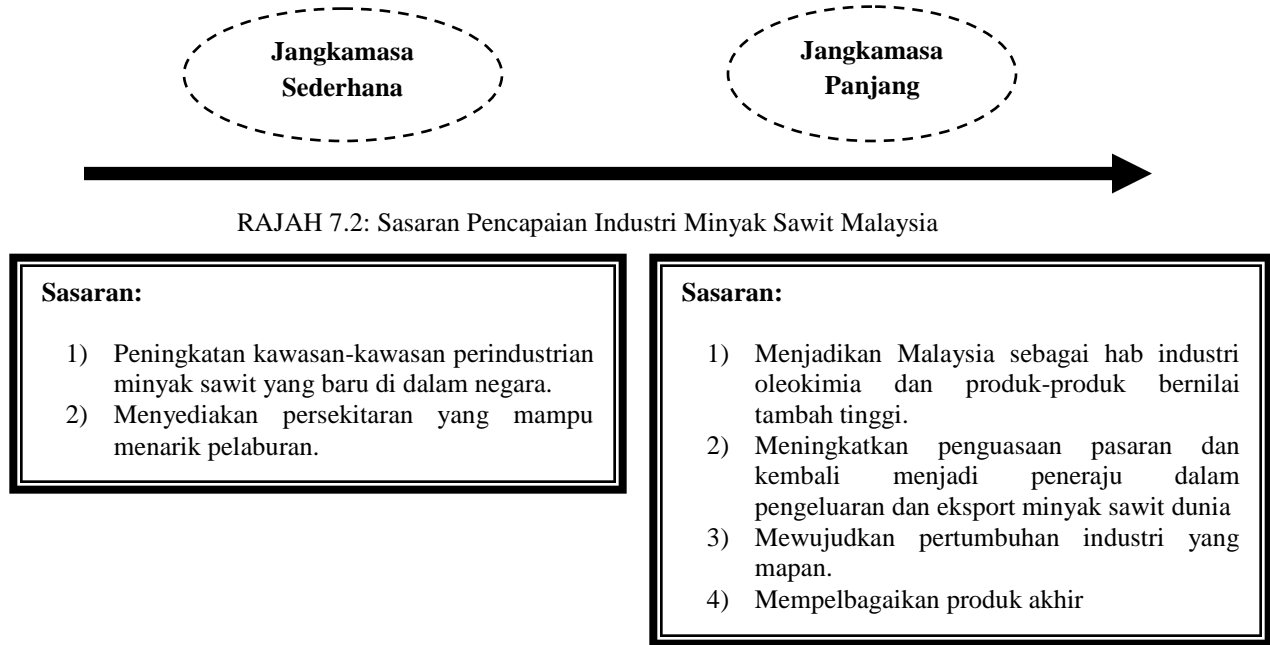 Jangkamasa
Sederhana
Jangkamasa
Panjang
RAJAH 7.2: Sasaran Pencapaian Industri Minyak Sawit Malaysia
Sasaran:
1) Peningkatan kawasan-kawasan perindustrian
minyak sawit yang baru di dalam negara.
2) Menyediakan persekitaran yang mampu
menarik pelaburan.
Sasaran:
1) Menjadikan Malaysia sebagai hab industri
oleokimia dan produk-produk bernilai
tambah tinggi.
2) Meningkatkan penguasaan pasaran dan
kembali menjadi peneraju dalam
pengeluaran dan eksport minyak sawit dunia
3) Mewujudkan pertumbuhan industri yang
mapan.
4) Mempelbagaikan produk akhir